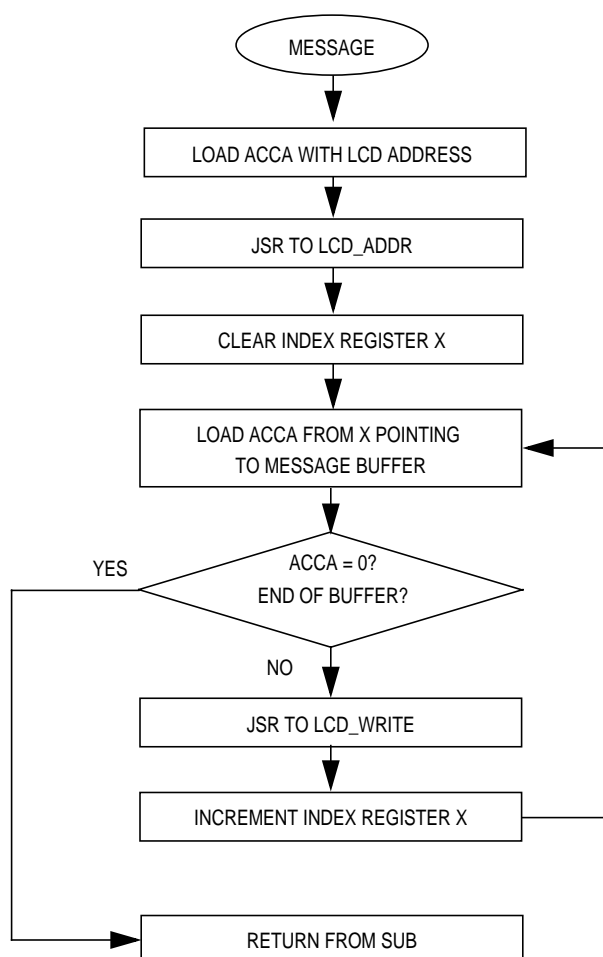 MESSAGE
LOAD ACCA WITH LCD ADDRESS
JSR TO LCD_ADDR
CLEAR INDEX REGISTER X
LOAD ACCA FROM X POINTING
TO MESSAGE BUFFER
ACCA = 0?
END OF BUFFER?
YES
NO
JSR TO LCD_WRITE
INCREMENT INDEX REGISTER X
RETURN FROM SUB